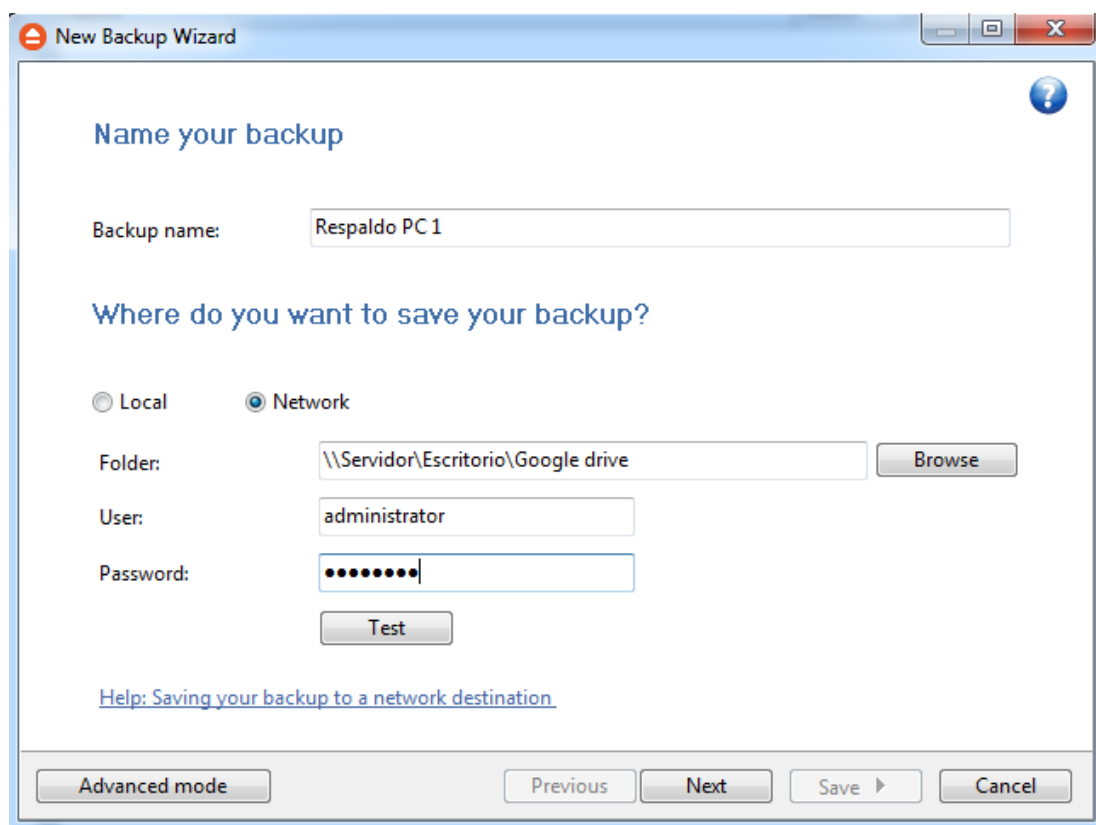 New Backup Wizard
Name your backup
Backup name: Respaldo PC 1
Where do you want to save your backup?
Local Network
Folder: \\Servidor\Escritorio\Google drive Browse
User: administrator
Password: ••••••••
Test
Help: Saving your backup to a network destination
Advanced mode Previous Next Save Cancel